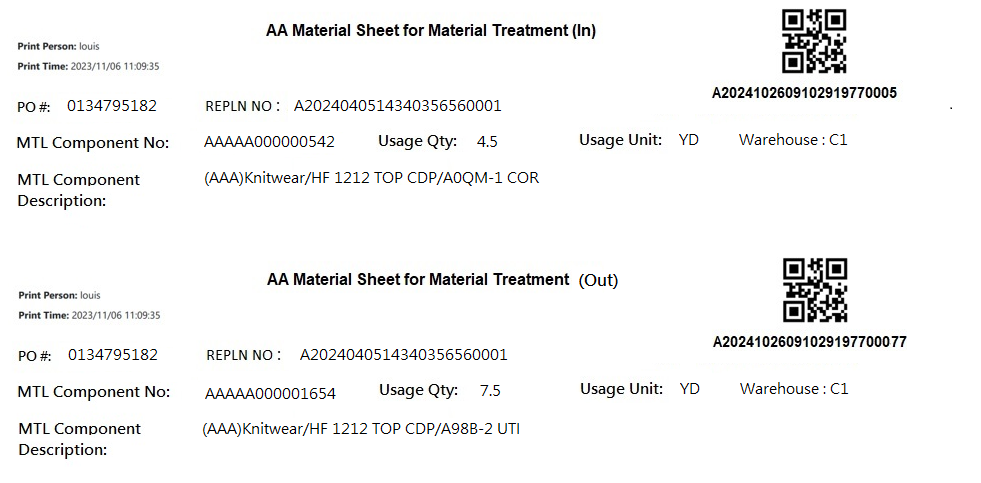 AA Material Sheet for Material Treatment (In)
Print Person: louis
Print Time: 2023/11/06 11:09:35
A2024102609102919770005
PO #: 0134795182 REPLN NO : A2024040514340356560001
MTL Component No: AAAAA000000542 Usage Qty: 4.5 Usage Unit: YD Warehouse : C1
MTL Component Description: (AAA)Knitwear/HF 1212 TOP CDP/A0QM-1 COR
AA Material Sheet for Material Treatment (Out)
Print Person: louis
Print Time: 2023/11/06 11:09:35
A20241026091029197700077
PO #: 0134795182 REPLN NO : A2024040514340356560001
MTL Component No: AAAAA000001654 Usage Qty: 7.5 Usage Unit: YD Warehouse : C1
MTL Component Description: (AAA)Knitwear/HF 1212 TOP CDP/A98B-2 UTI